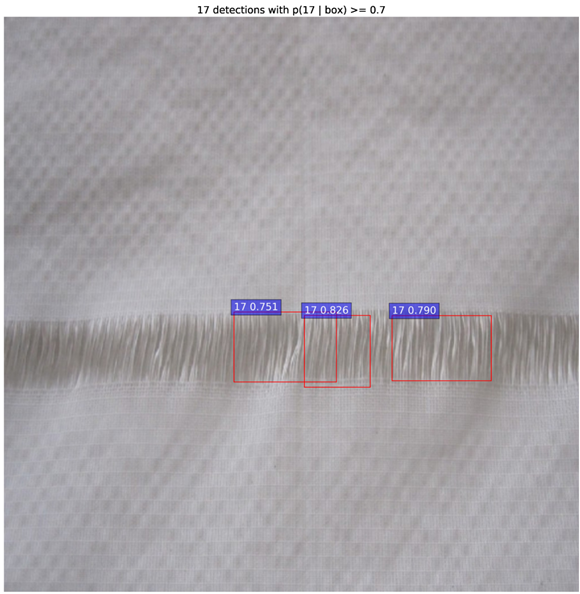 17 detections with p(17 | box) >= 0.7
17 0.751
17 0.826
17 0.790